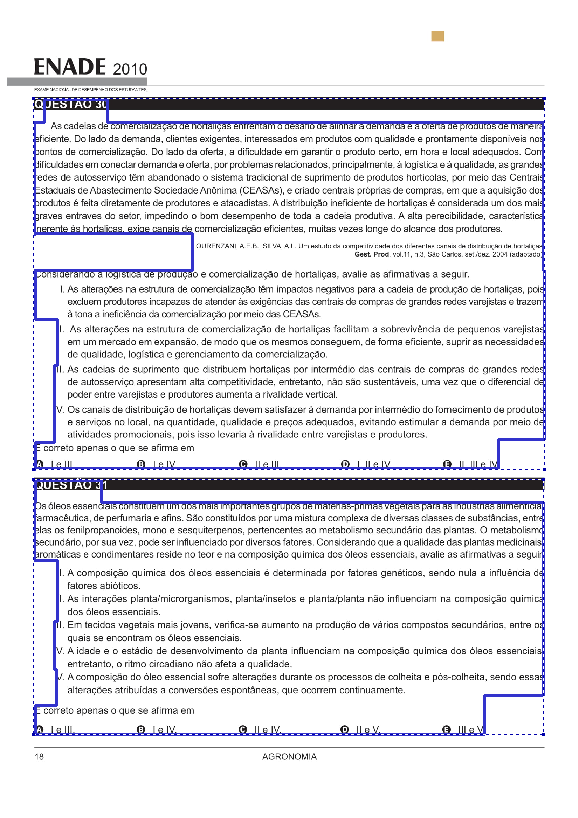 ENADE 2010
EXAME NACIONAL DE DESEMPENHO DOS ESTUDANTES
QUESTÃO 30
As cadeias de comercialização de hortaliças enfrentam o desafio de alinhar a demanda e a oferta de produtos de maneira
eficiente. Do lado da demanda, clientes exigentes, interessados em produtos com qualidade e prontamente disponíveis nos
pontos de comercialização. Do lado da oferta, a dificuldade em garantir o produto certo, em hora e local adequados. Com
dificuldades em conectar demanda e oferta, por problemas relacionados, principalmente, à logística e à qualidade, as grandes
redes de autosserviço têm abandonado o sistema tradicional de suprimento de produtos hortícolas, por meio das Centrais
Estaduais de Abastecimento Sociedade Anônima (CEASAs), e criado centrais próprias de compras, em que a aquisição dos
produtos é feita diretamente de produtores e atacadistas. A distribuição ineficiente de hortaliças é considerada um dos mais
graves entraves do setor, impedindo o bom desempenho de toda a cadeia produtiva. A alta perecibilidade, característica
inerente às hortaliças, exige canais de comercialização eficientes, muitas vezes longe do alcance dos produtores.
LOURENZANI, A.E.B.; SILVA, A.L. Um estudo da competitividade dos diferentes canais de distribuição de hortaliças.
Gest. Prod, vol.11, n.3, São Carlos, set./dez. 2004 (adaptado)
Considerando a logística de produção e comercialização de hortaliças, avalie as afirmativas a seguir.
I. As alterações na estrutura de comercialização têm impactos negativos para a cadeia de produção de hortaliças, pois
excluem produtores incapazes de atender às exigências das centrais de compras de grandes redes varejistas e trazem
à tona a ineficiência da comercialização por meio das CEASAs.
II. As alterações na estrutura de comercialização de hortaliças facilitam a sobrevivência de pequenos varejistas
em um mercado em expansão, de modo que os mesmos conseguem, de forma eficiente, suprir as necessidades
de qualidade, logística e gerenciamento da comercialização.
III. As cadeias de suprimento que distribuem hortaliças por intermédio das centrais de compras de grandes redes
de autosserviço apresentam alta competitividade, entretanto, não são sustentáveis, uma vez que o diferencial de
poder entre varejistas e produtores aumenta a rivalidade vertical.
IV. Os canais de distribuição de hortaliças devem satisfazer à demanda por intermédio do fornecimento de produtos
e serviços no local, na quantidade, qualidade e preços adequados, evitando estimular a demanda por meio de
atividades promocionais, pois isso levaria à rivalidade entre varejistas e produtores.
É correto apenas o que se afirma em
A I e III. B I e IV. C II e III. D I, II e IV. E II, III e IV.
QUESTÃO 31
Os óleos essenciais constituem um dos mais importantes grupos de matérias-primas vegetais para as indústrias alimentícia,
farmacêutica, de perfumaria e afins. São constituídos por uma mistura complexa de diversas classes de substâncias, entre
elas os fenilpropanoides, mono e sesquiterpenos, pertencentes ao metabolismo secundário das plantas. O metabolismo
secundário, por sua vez, pode ser influenciado por diversos fatores. Considerando que a qualidade das plantas medicinais,
aromáticas e condimentares reside no teor e na composição química dos óleos essenciais, avalie as afirmativas a seguir.
I. A composição química dos óleos essenciais é determinada por fatores genéticos, sendo nula a influência de
fatores abióticos.
II. As interações planta/microrganismos, planta/insetos e planta/planta não influenciam na composição química
dos óleos essenciais.
III. Em tecidos vegetais mais jovens, verifica-se aumento na produção de vários compostos secundários, entre os
quais se encontram os óleos essenciais.
IV. A idade e o estádio de desenvolvimento da planta influenciam na composição química dos óleos essenciais,
entretanto, o ritmo circadiano não afeta a qualidade.
V. A composição do óleo essencial sofre alterações durante os processos de colheita e pós-colheita, sendo essas
alterações atribuídas a conversões espontâneas, que ocorrem continuamente.
É correto apenas o que se afirma em
A I e III. B I e IV. C II e IV. D II e V. E III e V.
18
AGRONOMIA